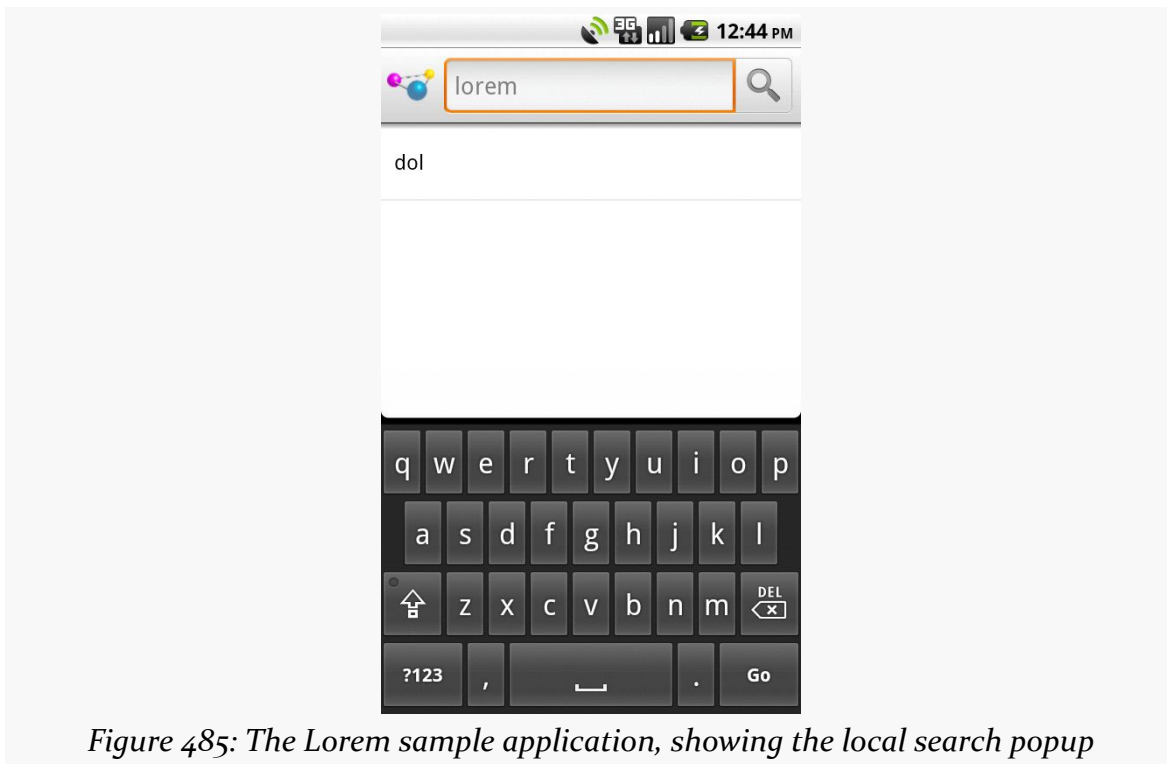 3G 12:44 PM
lorem
dol
q w e r t y u i o p
a s d f g h j k l
z x c v b n m DEL
?123 , . Go
Figure 485: The Lorem sample application, showing the local search popup